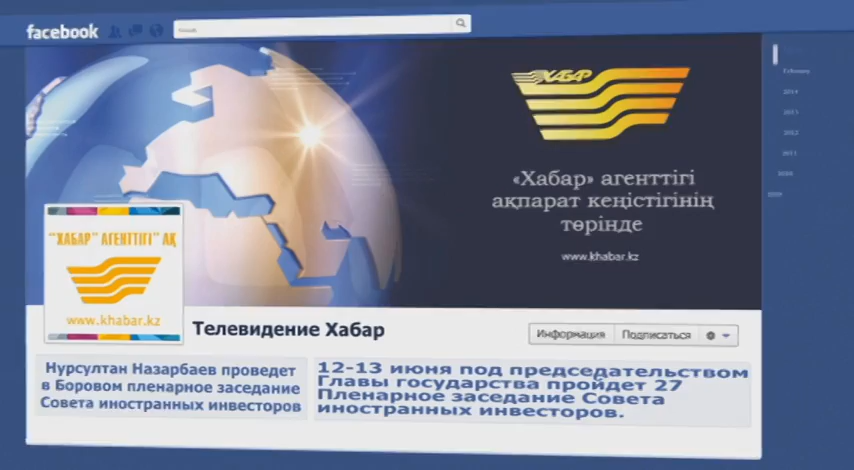 facebook
ХАБАР
«Хабар» агенттігі
ақпарат кеңістігінің
төрінде
www.khabar.kz
"ХАБАР" АГЕНТТІГІ" АҚ
www.khabar.kz
Телевидение Хабар
Информация Подписаться
Нурсултан Назарбаев проведет
в Боровом пленарное заседание
Совета иностранных инвесторов
12-13 июня под председательством
Главы государства пройдет 27
Пленарное заседание Совета
иностранных инвесторов.
February
2014
2013
2012
2011